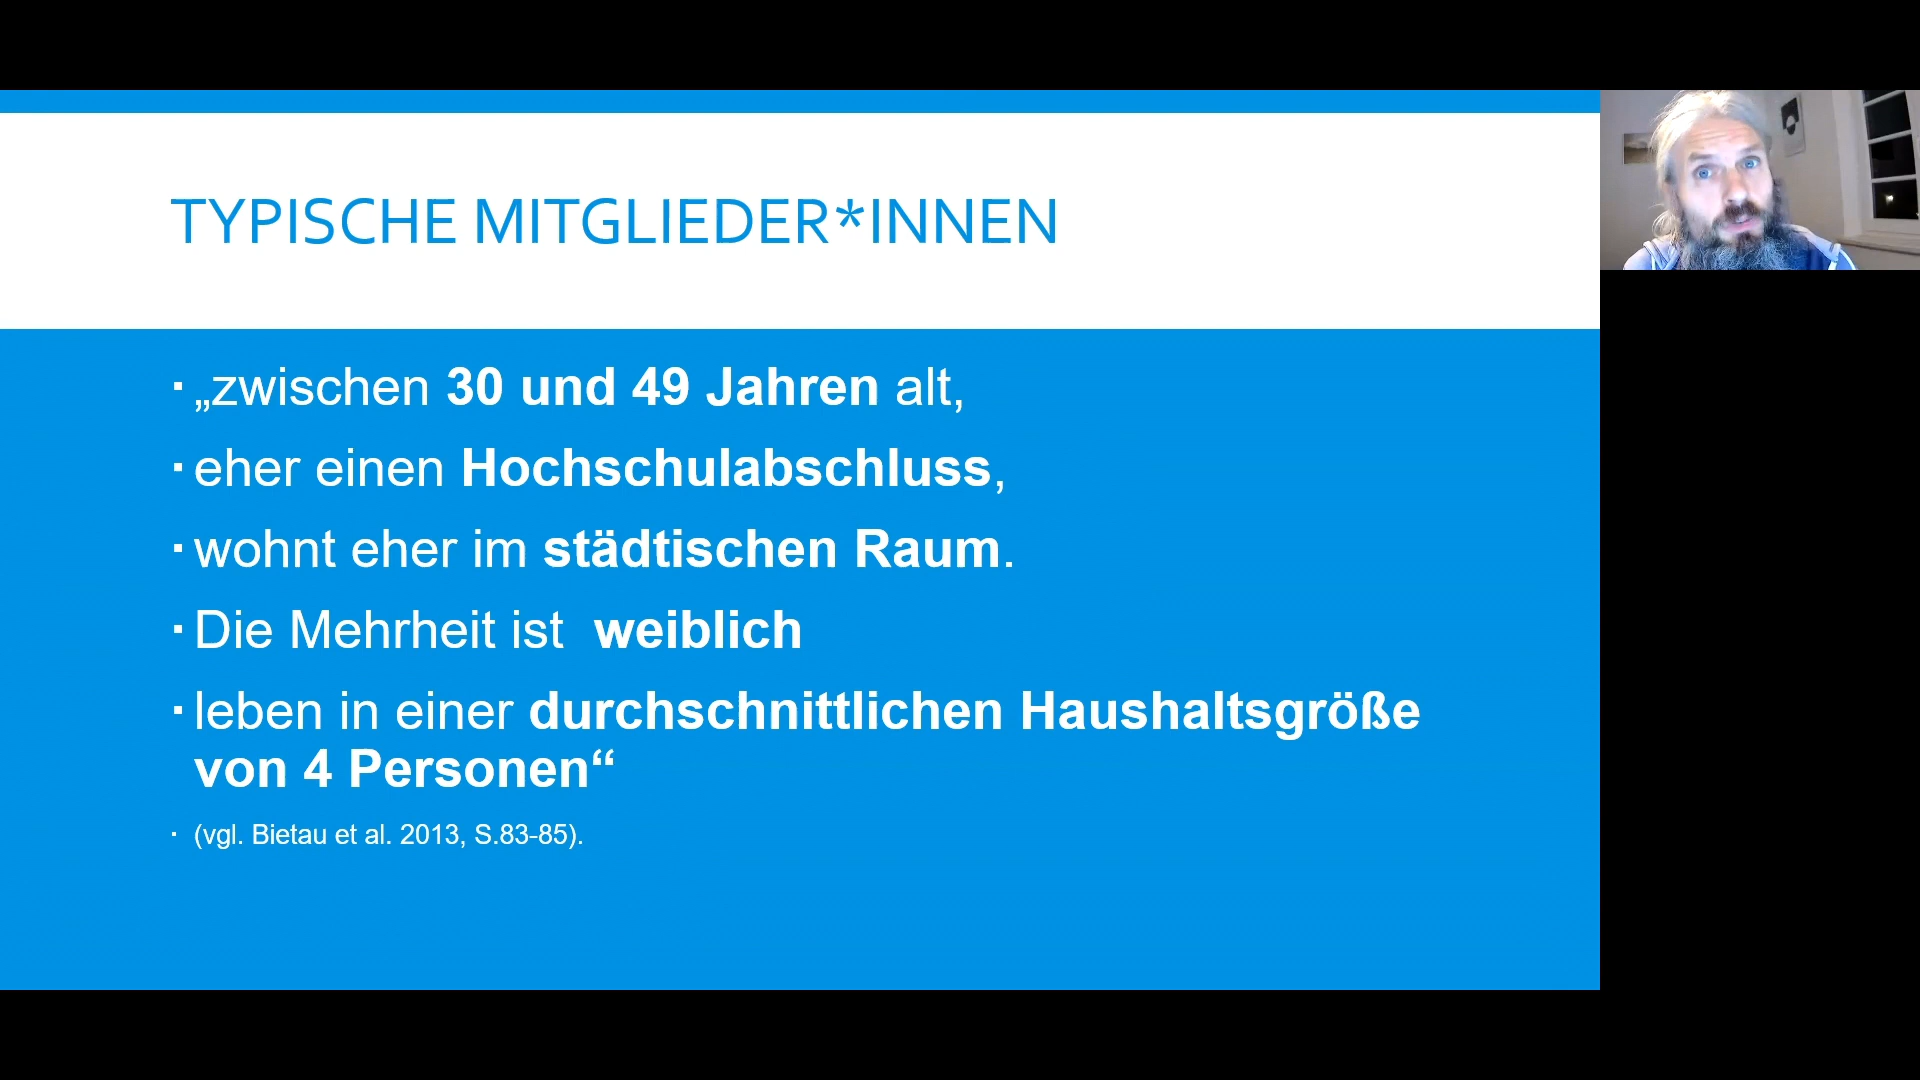 TYPISCHE MITGLIEDER*INNEN
▪ „zwischen 30 und 49 Jahren alt,
▪ eher einen Hochschulabschluss,
▪ wohnt eher im städtischen Raum.
▪ Die Mehrheit ist  weiblich
▪ leben in einer durchschnittlichen Haushaltsgröße
von 4 Personen“
▪ (vgl. Bietau et al. 2013, S.83-85).